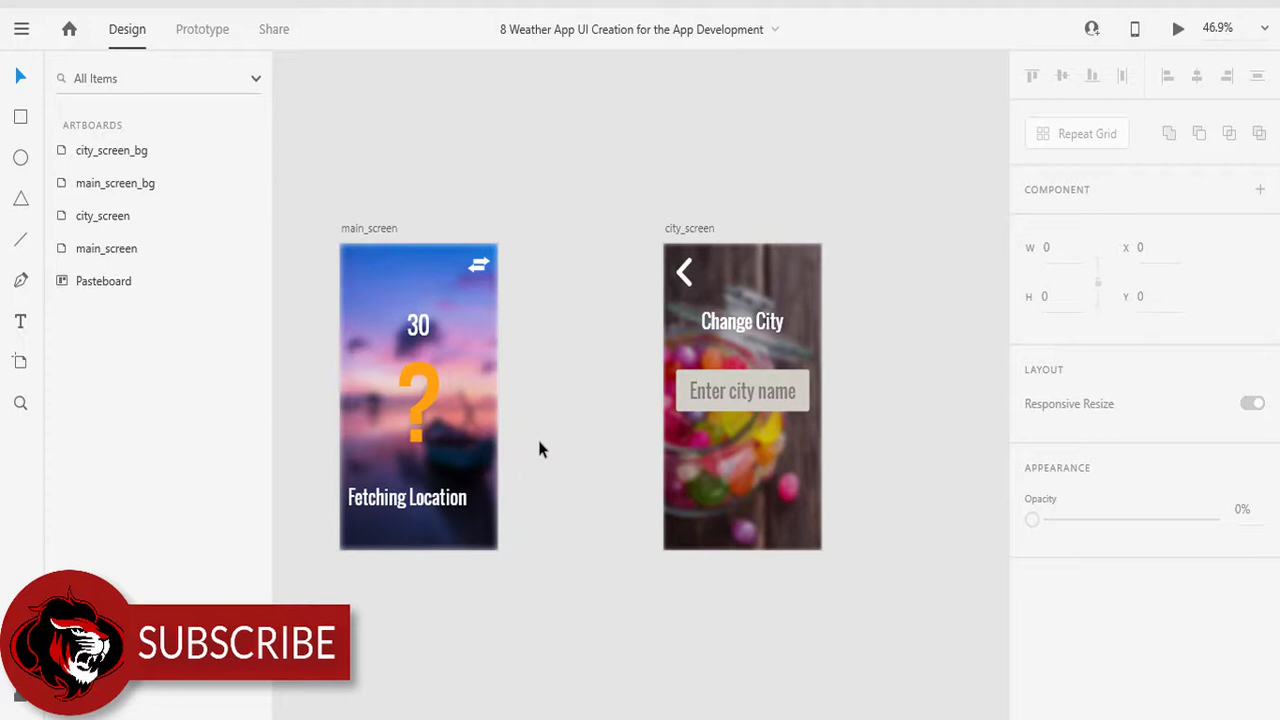 Design
Prototype
Share
8 Weather App UI Creation for the App Development
46.9%
All Items
ARTBOARDS
city_screen_bg
main_screen_bg
city_screen
main_screen
Pasteboard
main_screen
30
?
Fetching Location
city_screen
Change City
Enter city name
Repeat Grid
COMPONENT
W 0 X 0
H 0 Y 0
LAYOUT
Responsive Resize
APPEARANCE
Opacity
0%
SUBSCRIBE